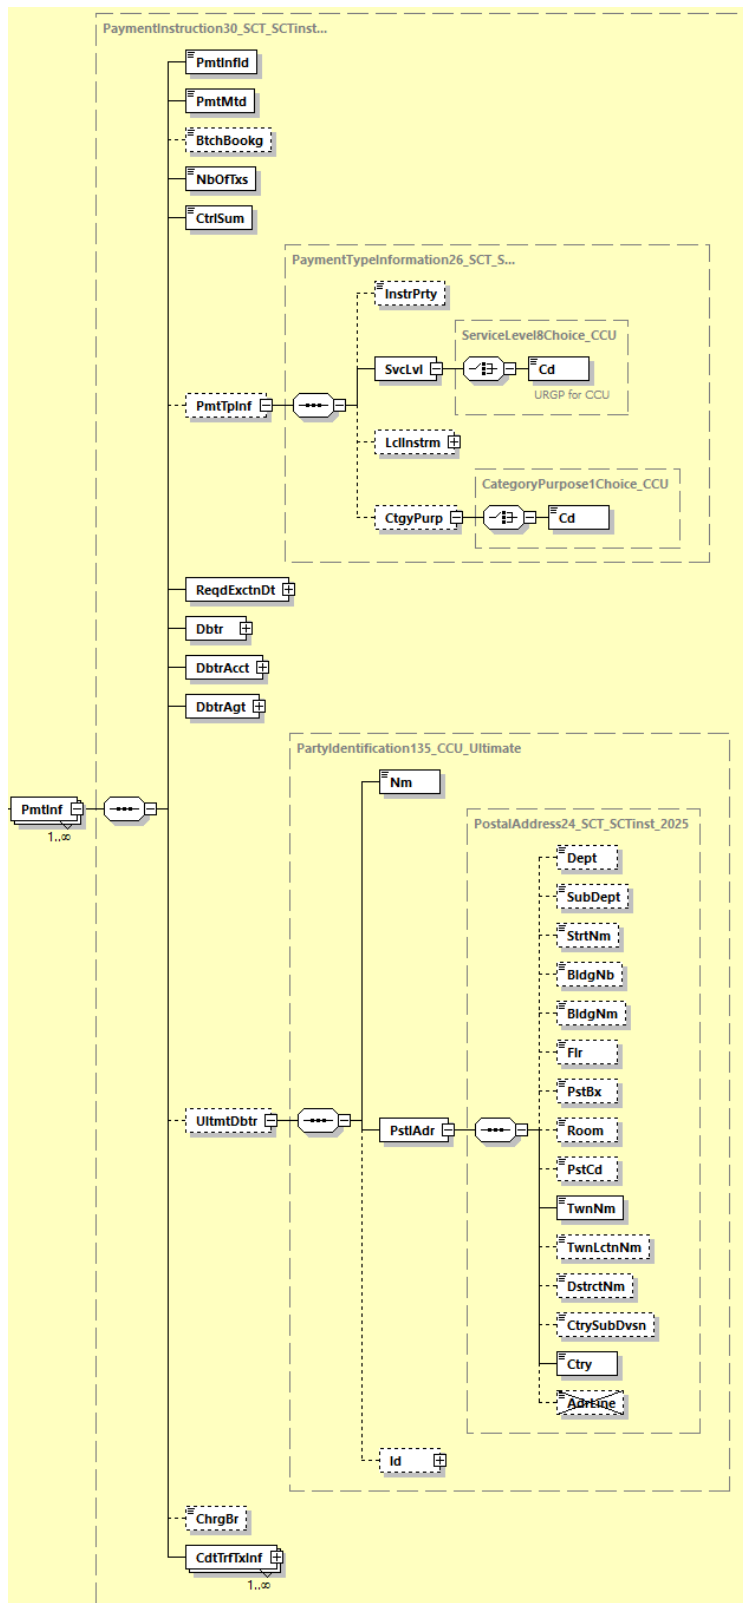 PaymentInstruction30_SCT_SCTinst...
PmtInfId
PmtMtd
BtchBookg
NbOfTxs
CtrlSum
PaymentTypeInformation26_SCT_S...
InstrPrty
ServiceLevel8Choice_CCU
SvcLvl
Cd
URGP for CCU
PmtTpInf
LclInstrm
CategoryPurpose1Choice_CCU
CtgyPurp
Cd
ReqdExctnDt
Dbtr
DbtrAcct
DbtrAgt
PartyIdentification135_CCU_Ultimate
Nm
PmtInf
1..∞
PostalAddress24_SCT_SCTinst_2025
Dept
SubDept
StrtNm
BldgNb
BldgNm
Flr
PstBx
UltmtDbtr
PstlAdr
Room
PstCd
TwnNm
TwnLctnNm
DstrctNm
CtrySubDvsn
Ctry
AdrLine
Id
ChrgBr
CdtTrfTxInf
1..∞